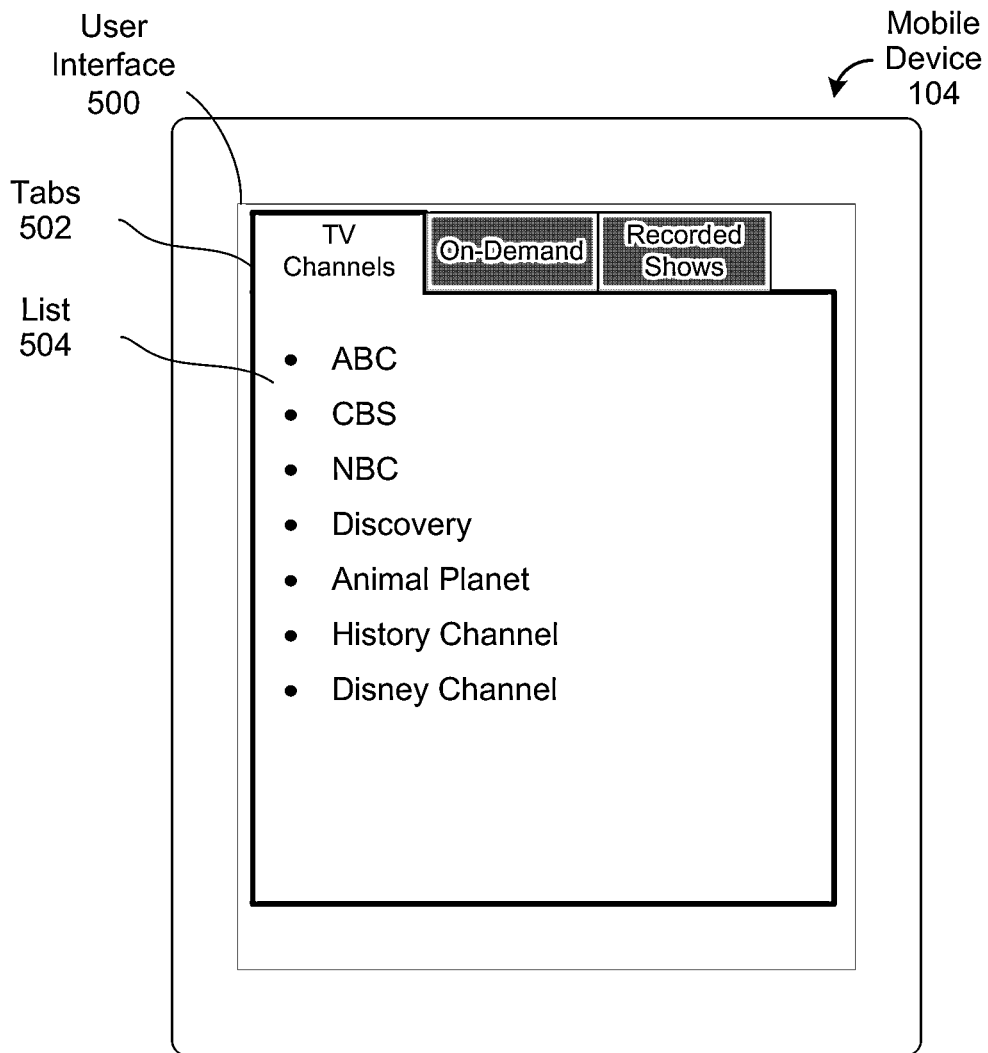 User
Interface
500
Mobile
Device
104
Tabs
502
TV
Channels
On-Demand
Recorded
Shows
List
504
• ABC
• CBS
• NBC
• Discovery
• Animal Planet
• History Channel
• Disney Channel